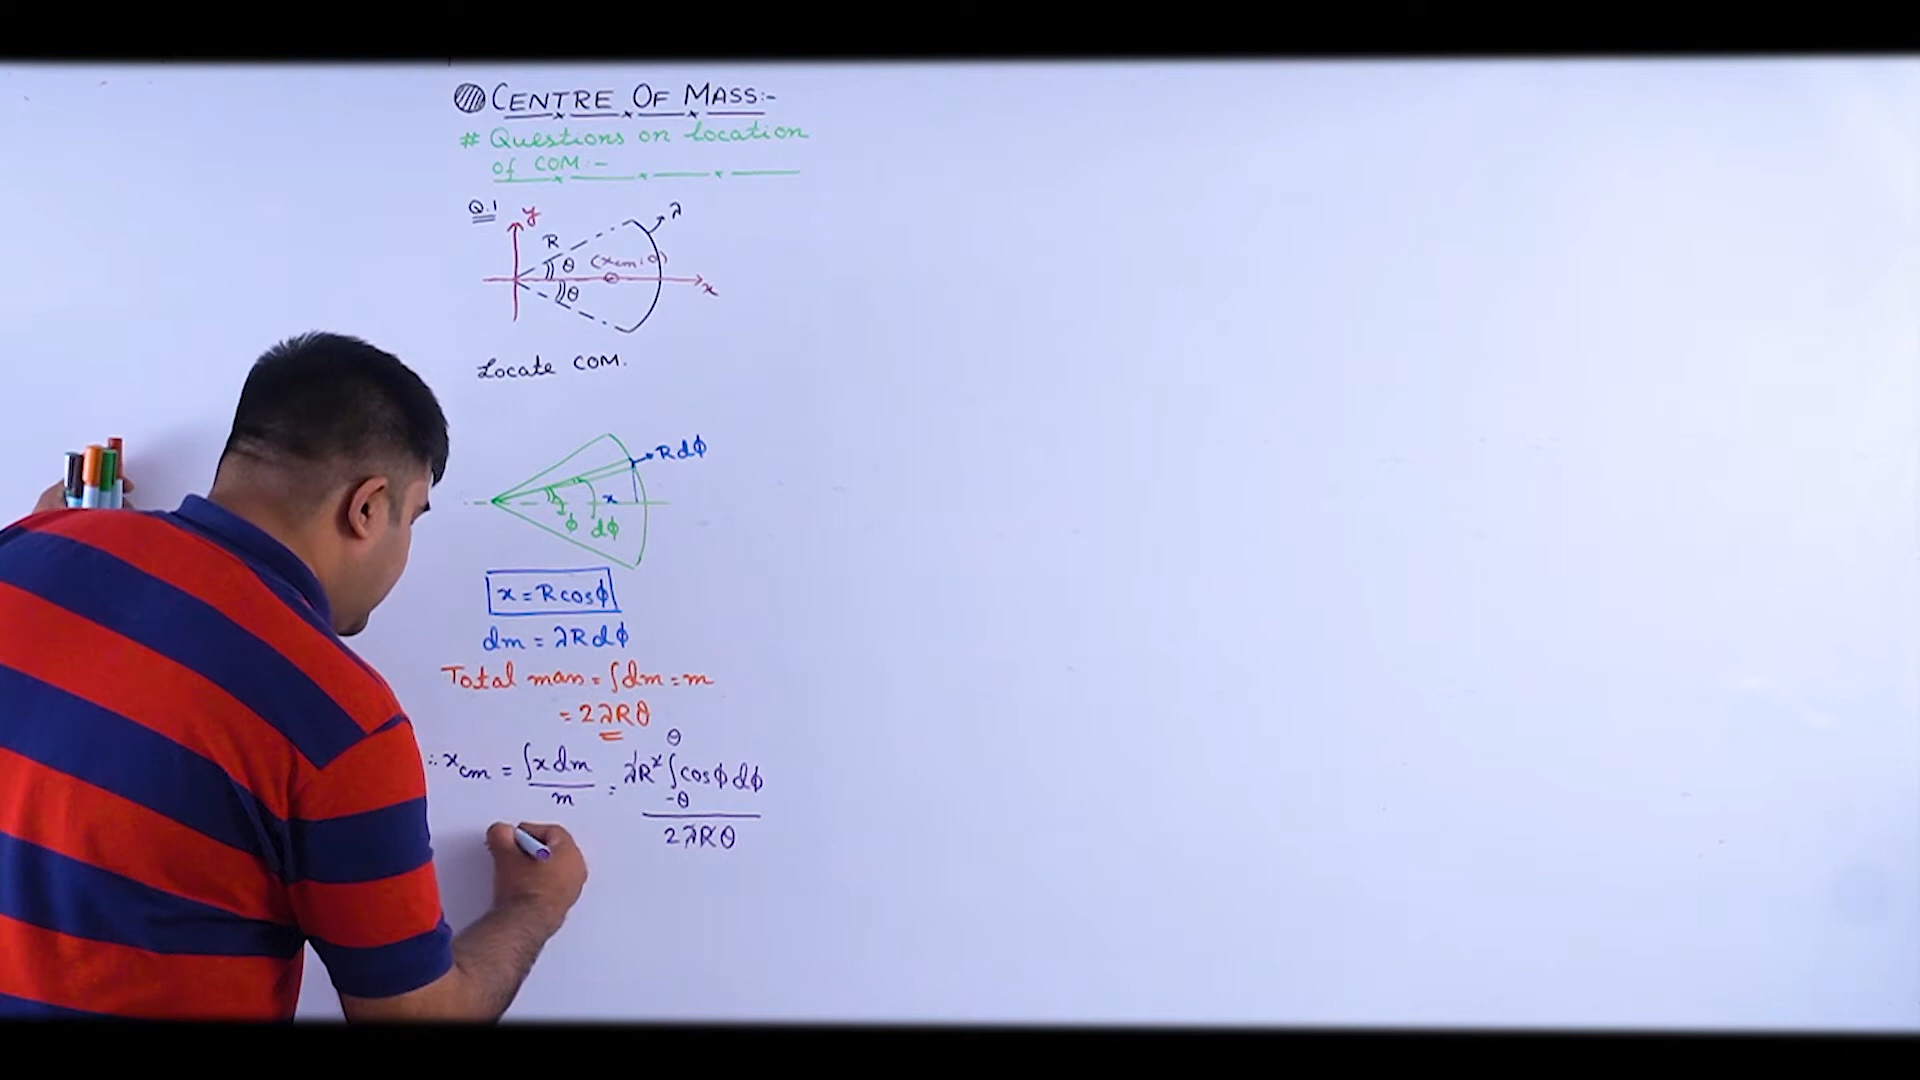 CENTRE OF MASS:-
# Questions on location
of COM:-
Q.1
y
λ
R
θ
(xcm, 0)
θ
x
Locate COM.
Rdϕ
x
ϕ
dϕ
x = Rcosϕ
dm = λRdϕ
Total mass = ∫dm = m
= 2λRθ
∴ xcm = ∫x dm / m = λR² ∫_-θ^θ cosϕ dϕ / 2λRθ